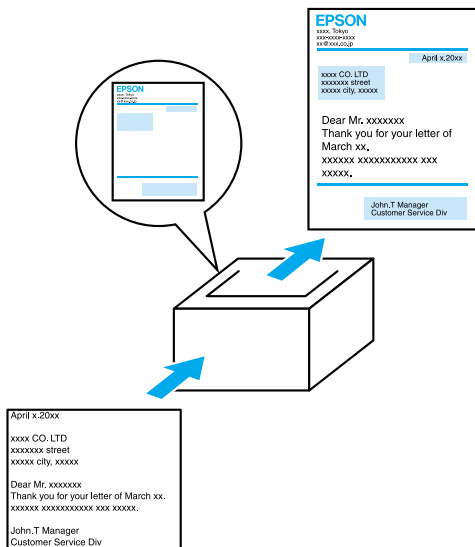 EPSON
xxxx, Tokyo
xxx-xxxx-xxxx
xx@xxx.co.jp
April x,20xx
xxxx CO. LTD
xxxxxxx street
xxxxx city, xxxxx
Dear Mr. xxxxxxx
Thank you for your letter of
March xx.
xxxxxx xxxxxxxxxxx xxx
xxxxx.
John.T Manager
Customer Service Div
EPSON
xxxx, Tokyo
April x.20xx
xxxx CO. LTD
xxxxxxx street
xxxxx city, xxxxx
Dear Mr. xxxxxxx
Thank you for your letter of March xx.
xxxxxx xxxxxxxxxxx xxx xxxxx.
John.T Manager
Customer Service Div